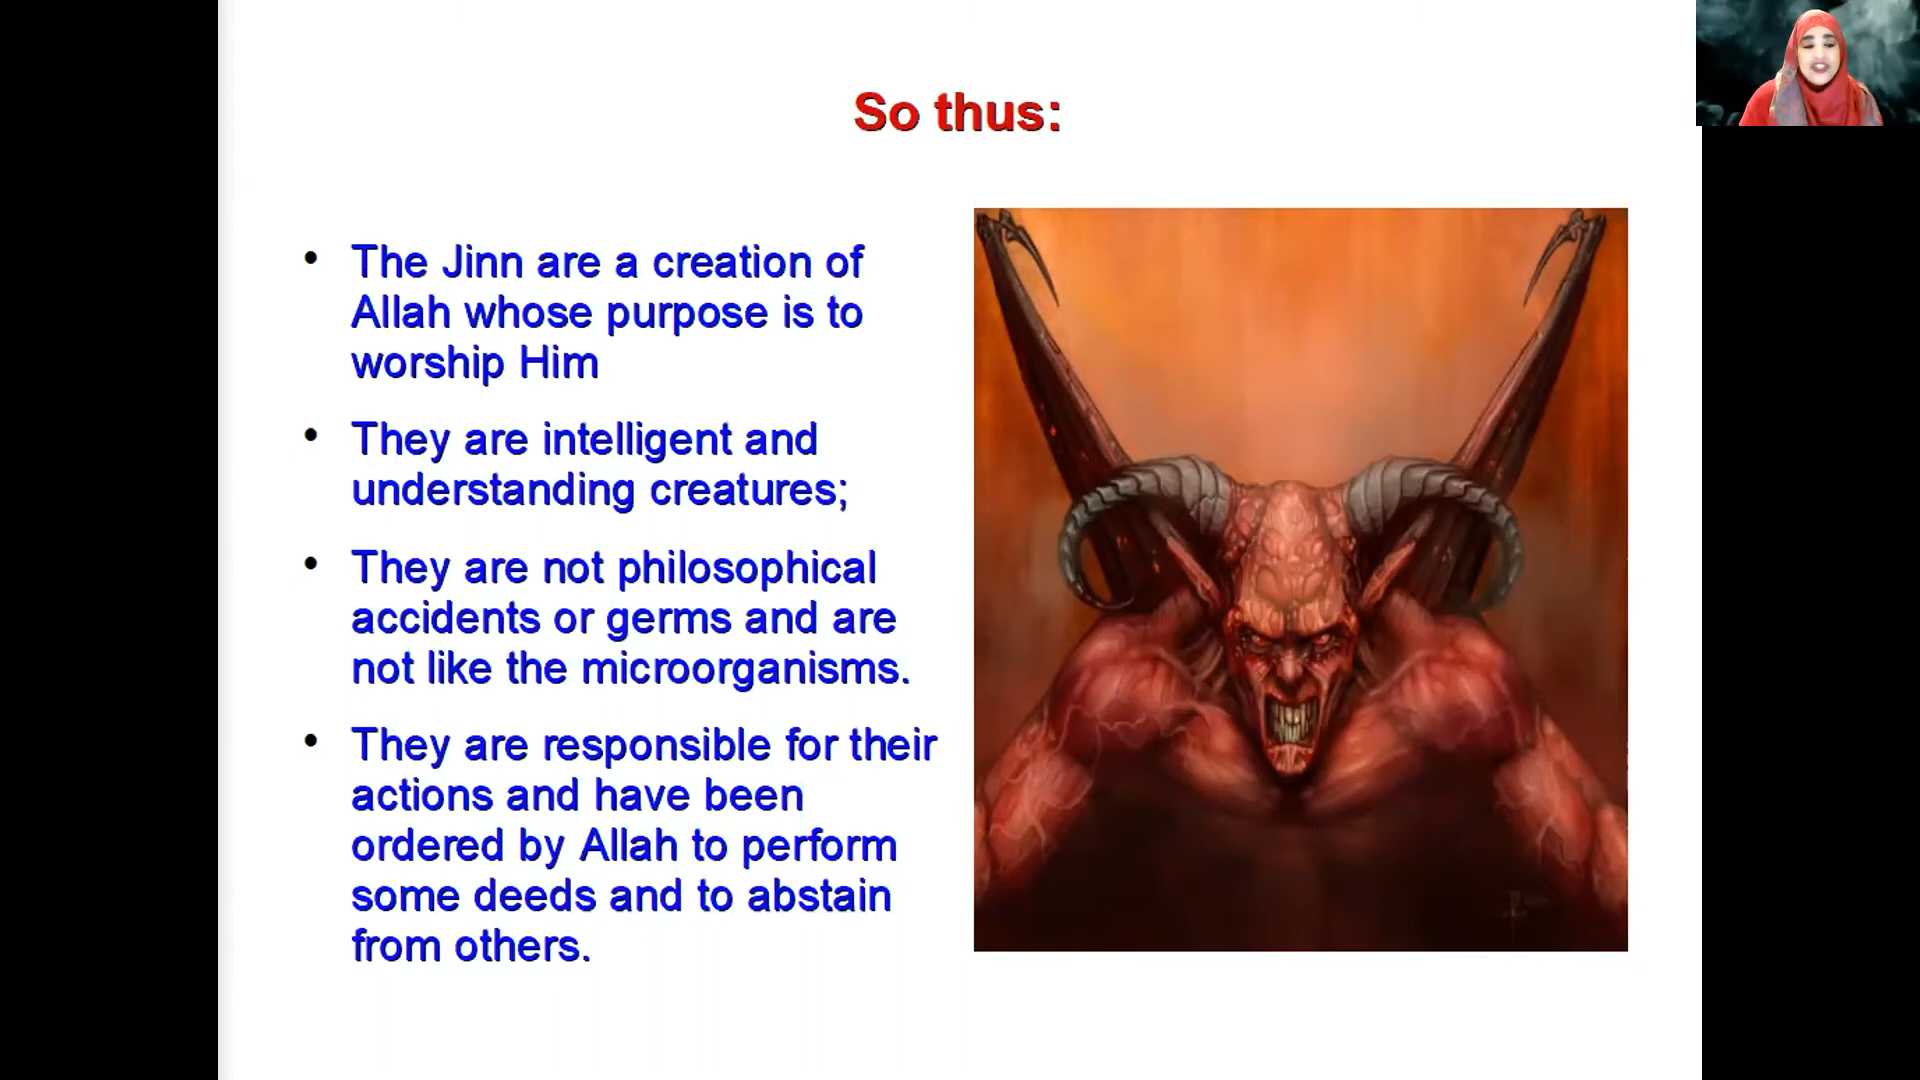 So thus:
• The Jinn are a creation of
Allah whose purpose is to
worship Him
• They are intelligent and
understanding creatures;
• They are not philosophical
accidents or germs and are
not like the microorganisms.
• They are responsible for their
actions and have been
ordered by Allah to perform
some deeds and to abstain
from others.